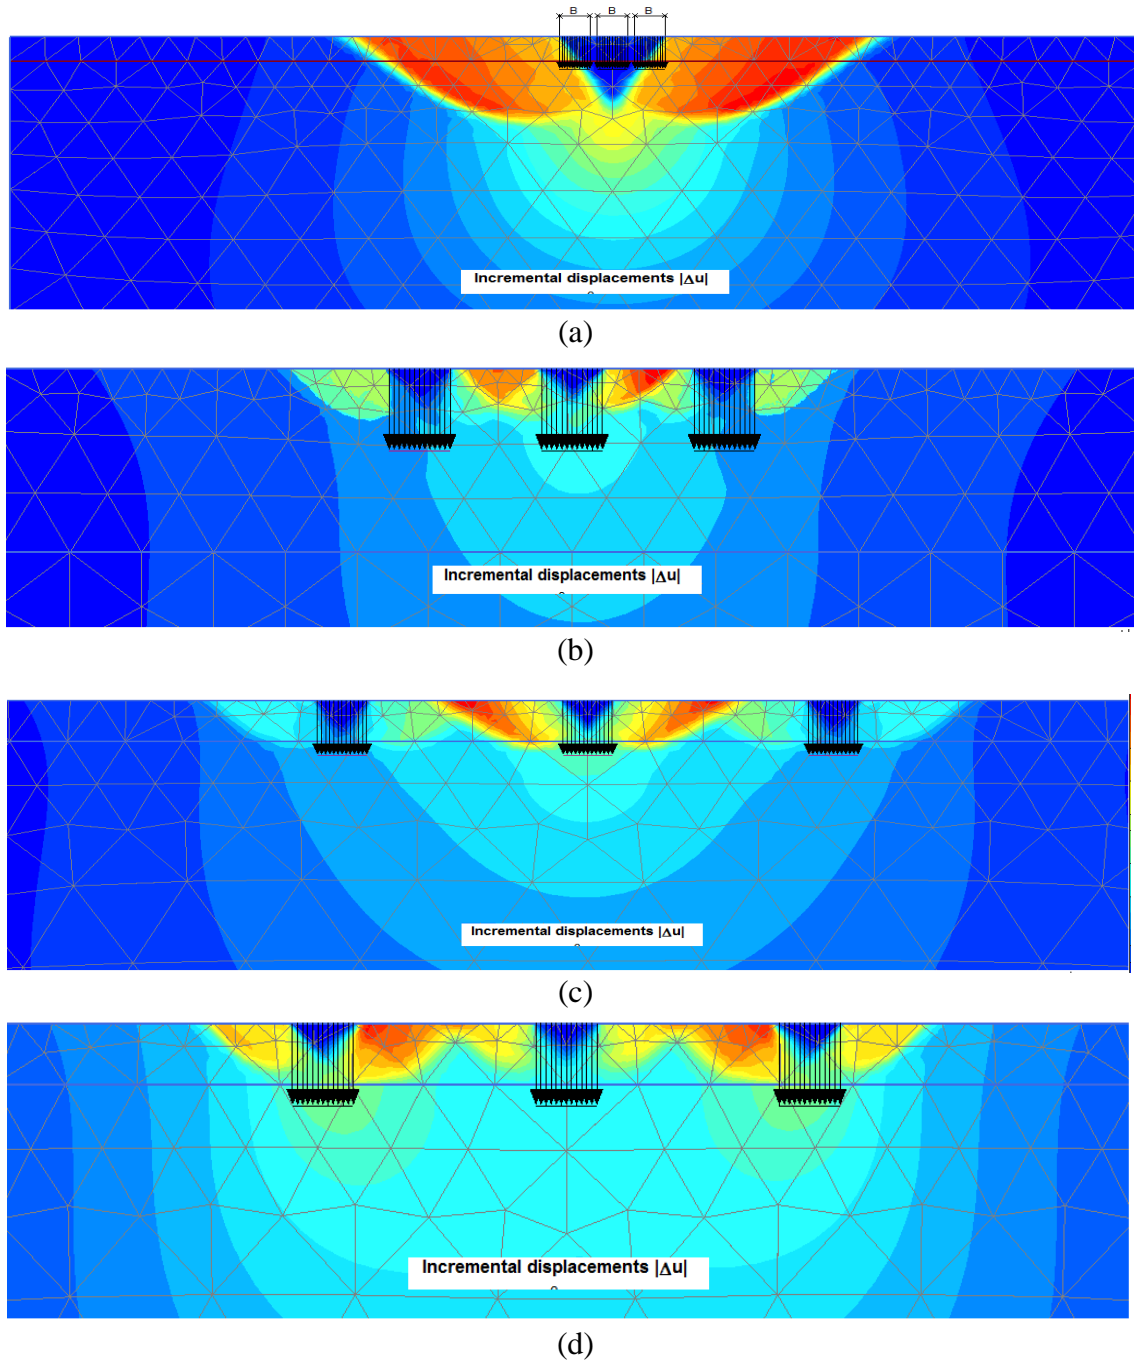 B B B
Incremental displacements |Δu|
(a)
Incremental displacements |Δu|
(b)
Incremental displacements |Δu|
(c)
Incremental displacements |Δu|
(d)